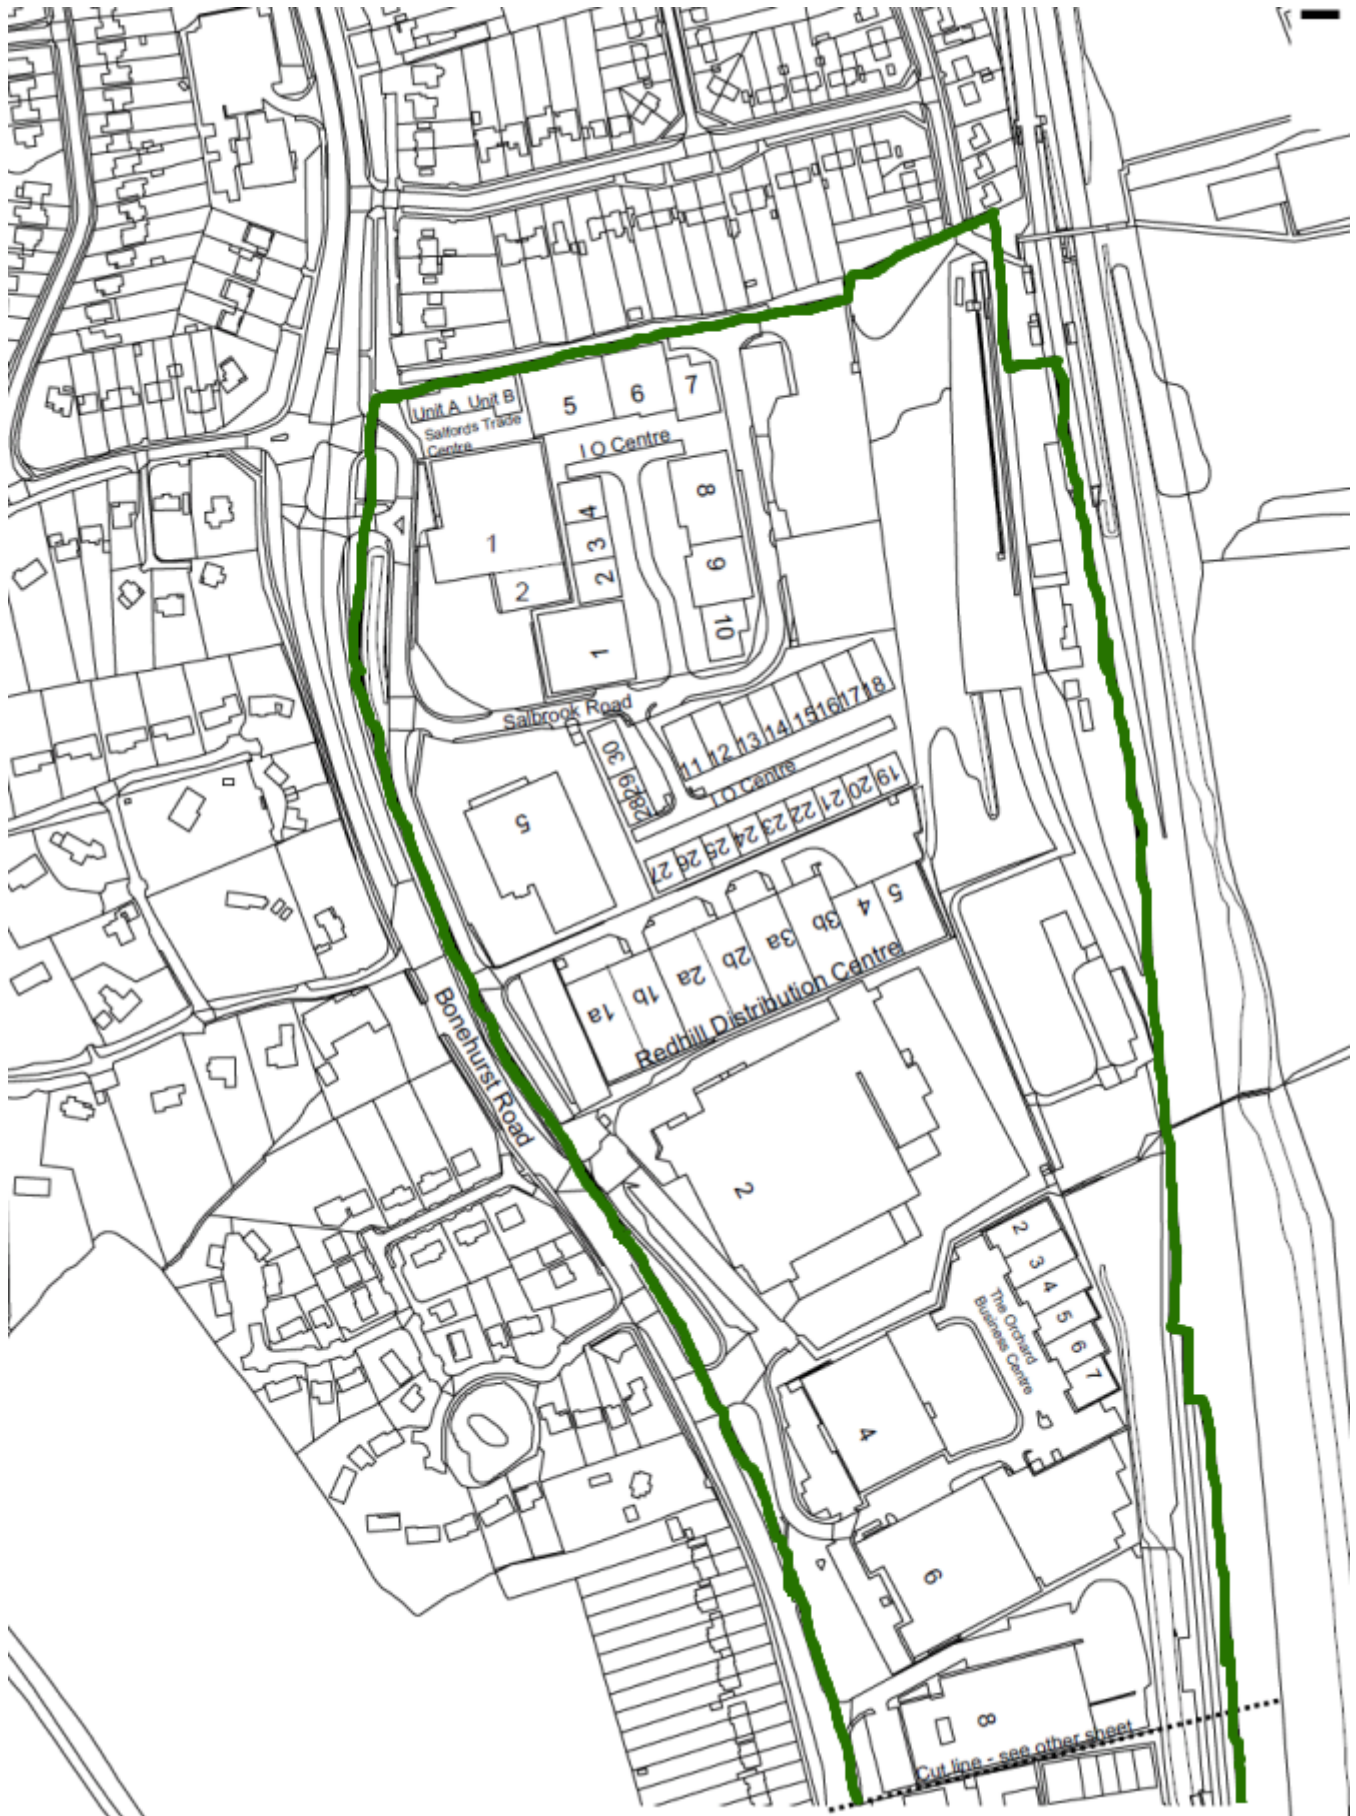 Unit A Unit B
5
6
7
Salfords Trade
Centre
I O Centre
1
2
4
3
2
1
8
9
10
Salbrook Road
30
29
28
11 12 13 14 15 16 17 18
I O Centre
27 26 25 24 23 22 21 20 19
5
1a 1b 2a 2b 3a 3b 4 5
Redhill Distribution Centre
Bonehurst Road
2
2
3
4
5
6
7
The Orchard
Business Centre
4
6
8
Cut line - see other sheet